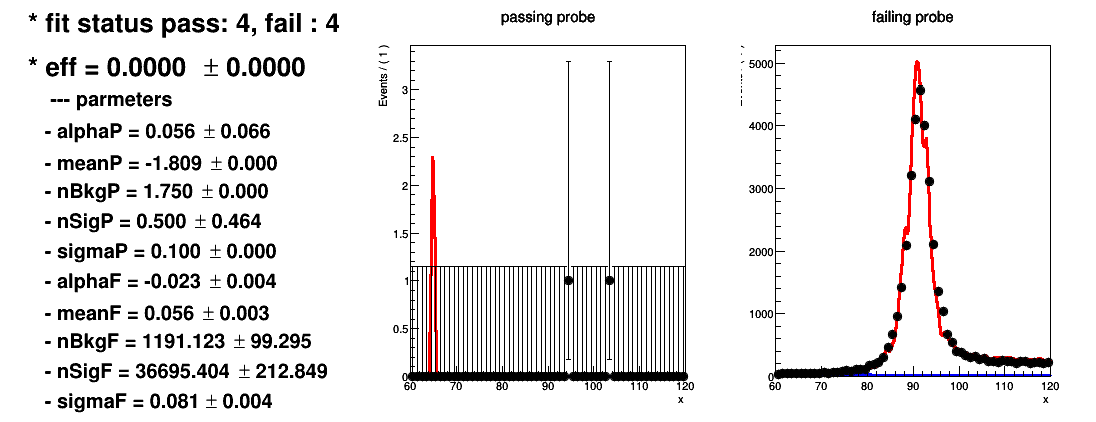 * fit status pass: 4, fail : 4
* eff = 0.0000 ± 0.0000
--- parmeters
- alphaP = 0.056 ± 0.066
- meanP = -1.809 ± 0.000
- nBkgP = 1.750 ± 0.000
- nSigP = 0.500 ± 0.464
- sigmaP = 0.100 ± 0.000
- alphaF = -0.023 ± 0.004
- meanF = 0.056 ± 0.003
- nBkgF = 1191.123 ± 99.295
- nSigF = 36695.404 ± 212.849
- sigmaF = 0.081 ± 0.004
passing probe
Events / ( 1 )
3
2.5
2
1.5
1
0.5
0
60 70 80 90 100 110 120
x
failing probe
5000
4000
3000
2000
1000
0
60 70 80 90 100 110 120
x